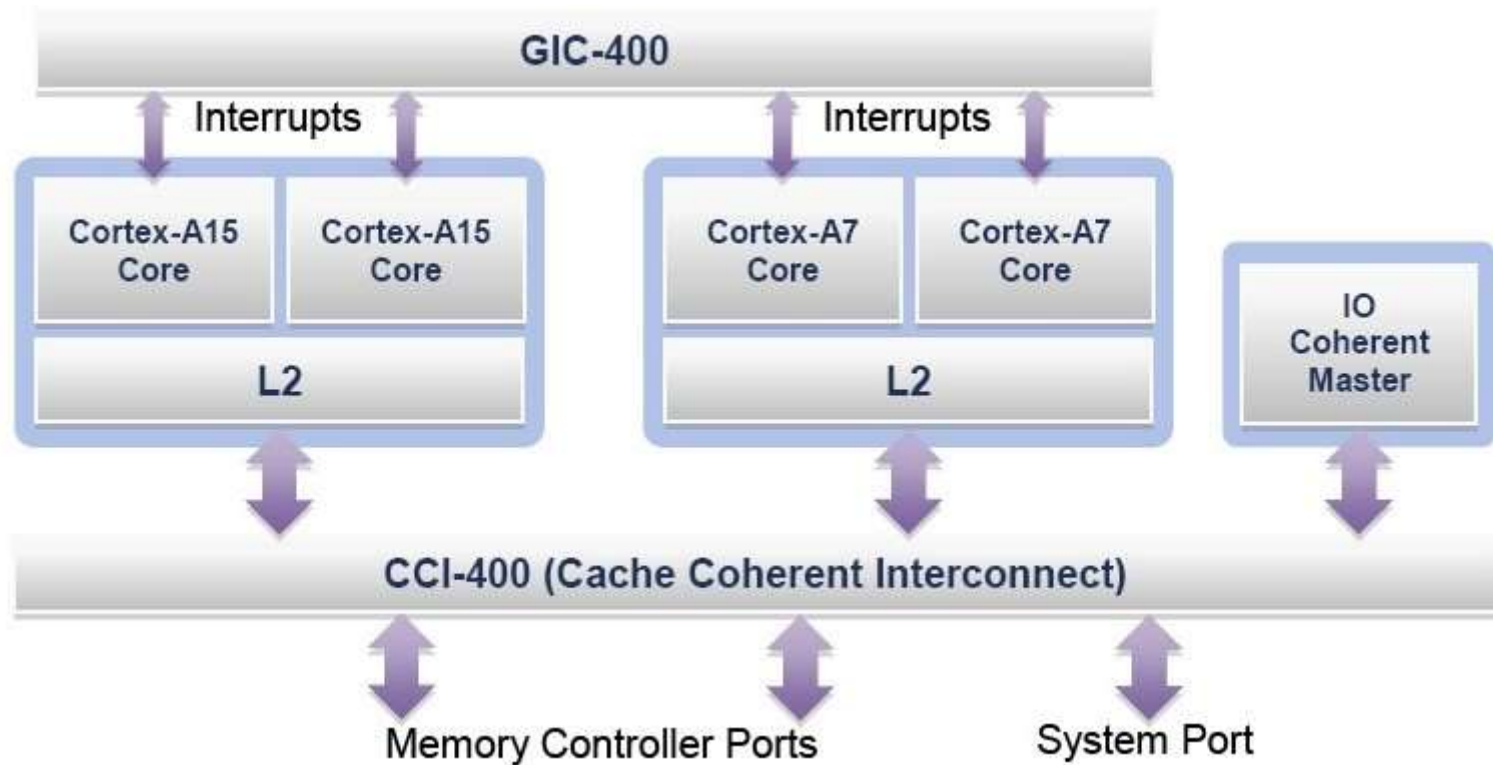 GIC-400
Interrupts
Interrupts
Cortex-A15
Core
Cortex-A15
Core
L2
Cortex-A7
Core
Cortex-A7
Core
L2
IO
Coherent
Master
CCI-400 (Cache Coherent Interconnect)
Memory Controller Ports
System Port